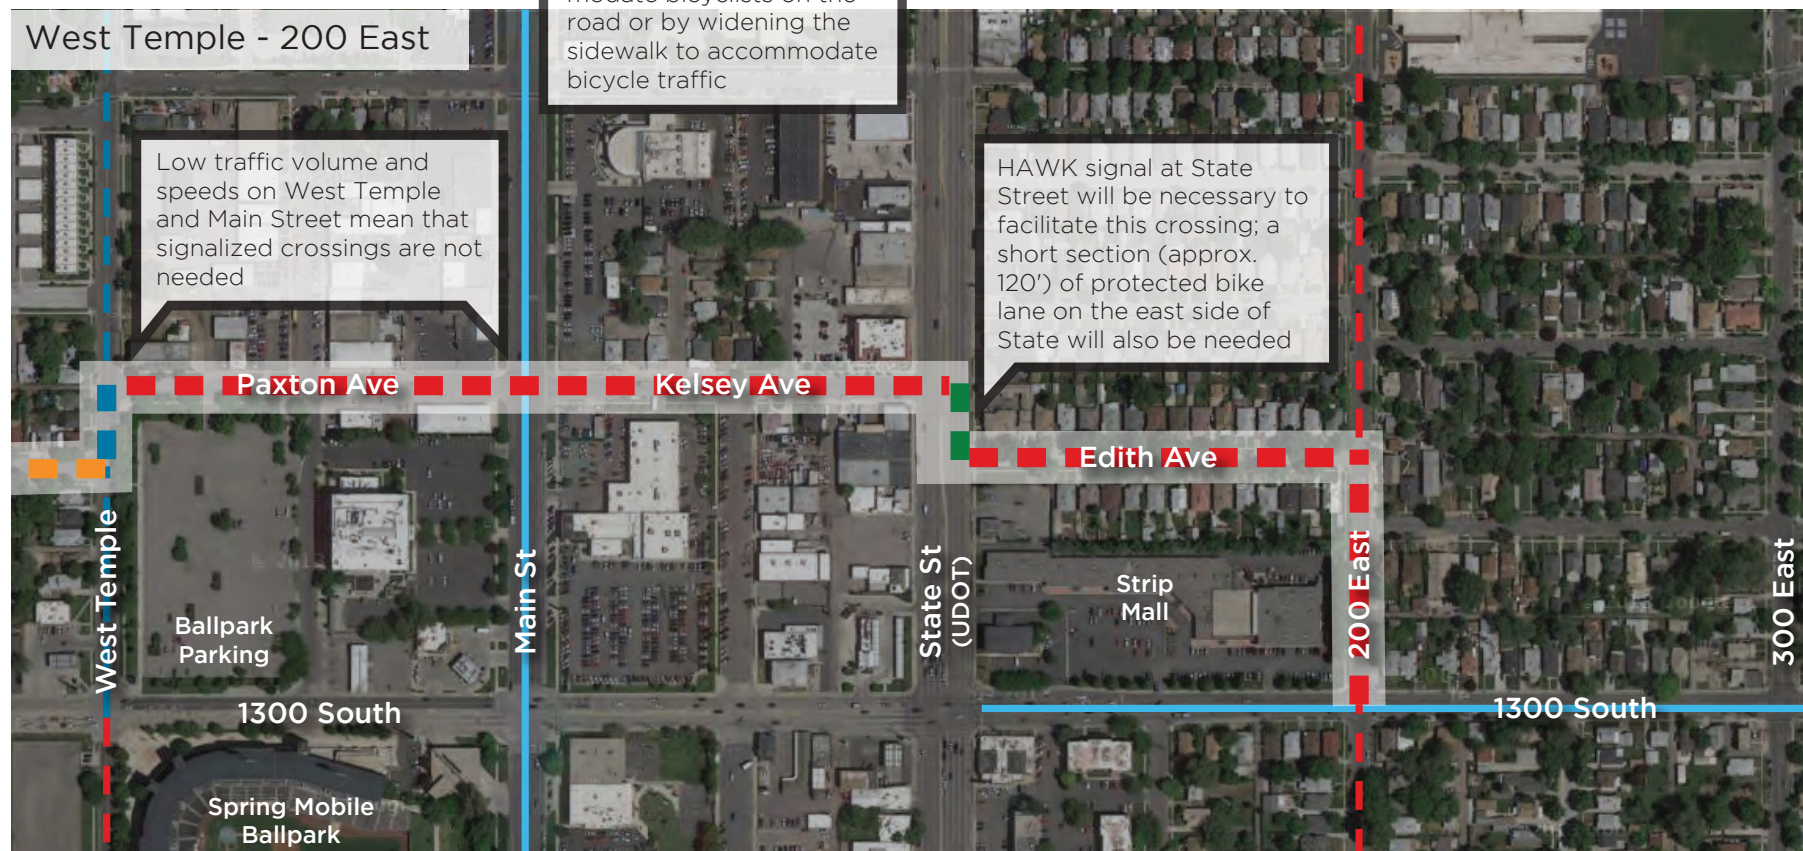 West Temple - 200 East
modate bicyclists on the
road or by widening the
sidewalk to accommodate
bicycle traffic
Low traffic volume and
speeds on West Temple
and Main Street mean that
signalized crossings are not
needed
HAWK signal at State
Street will be necessary to
facilitate this crossing; a
short section (approx.
120') of protected bike
lane on the east side of
State will also be needed
Paxton Ave
Kelsey Ave
Edith Ave
West Temple
Main St
State St
(UDOT)
200 East
300 East
Ballpark
Parking
Strip
Mall
1300 South
1300 South
Spring Mobile
Ballpark